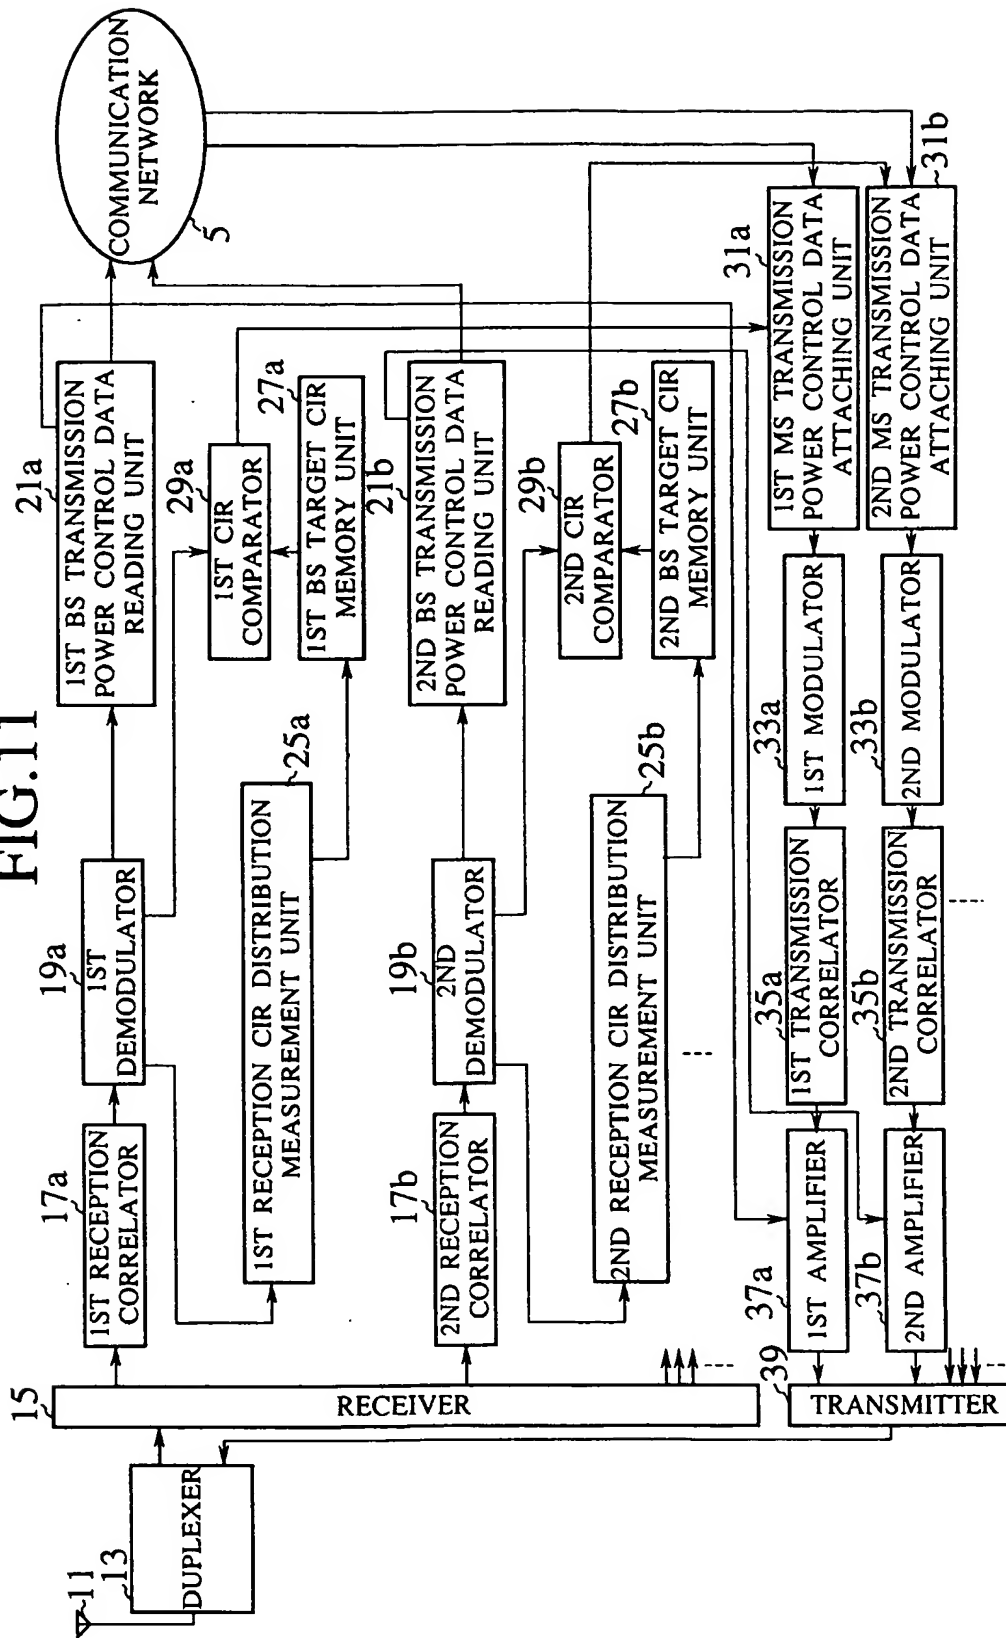 FIG.11
11
13
DUPLEXER
15
RECEIVER
17a
1ST RECEPTION
CORRELATOR
19a
1ST
DEMODULATOR
21a
1ST BS TRANSMISSION
POWER CONTROL DATA
READING UNIT
COMMUNICATION
NETWORK
5
1ST RECEPTION CIR DISTRIBUTION
MEASUREMENT UNIT
25a
29a
1ST CIR
COMPARATOR
1ST BS TARGET CIR
MEMORY UNIT
27a
17b
2ND RECEPTION
CORRELATOR
19b
2ND
DEMODULATOR
21b
2ND BS TRANSMISSION
POWER CONTROL DATA
READING UNIT
2ND RECEPTION CIR DISTRIBUTION
MEASUREMENT UNIT
25b
29b
2ND CIR
COMPARATOR
2ND BS TARGET CIR
MEMORY UNIT
27b
39
TRANSMITTER
37a
1ST AMPLIFIER
35a
1ST TRANSMISSION
CORRELATOR
33a
1ST MODULATOR
31a
1ST MS TRANSMISSION
POWER CONTROL DATA
ATTACHING UNIT
37b
2ND AMPLIFIER
35b
2ND TRANSMISSION
CORRELATOR
33b
2ND MODULATOR
2ND MS TRANSMISSION
POWER CONTROL DATA
ATTACHING UNIT
31b